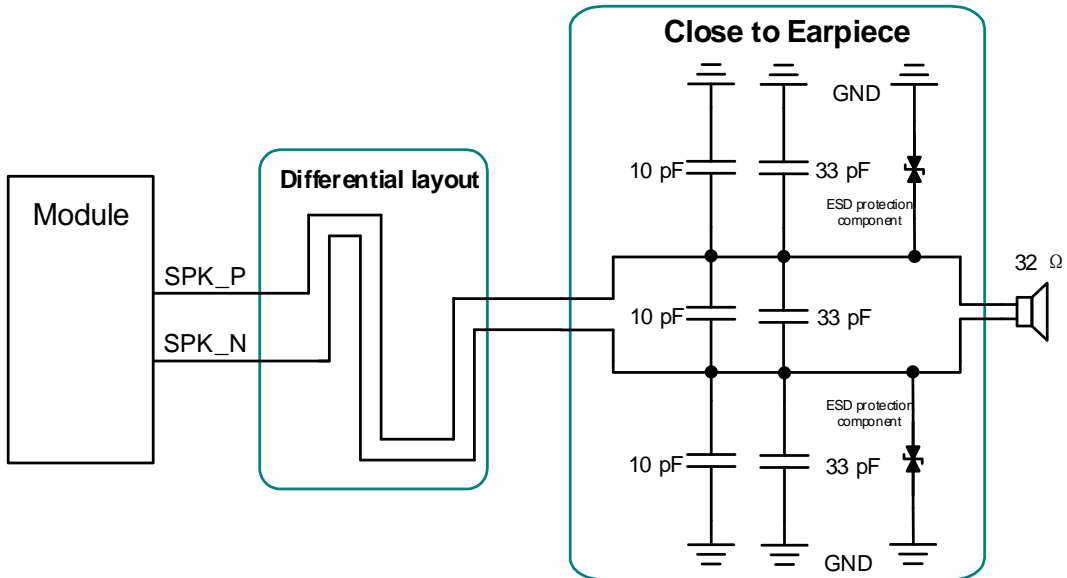 Close to Earpiece
GND
10 pF
33 pF
Differential layout
ESD protection
component
Module
SPK_P
32 Ω
10 pF
33 pF
SPK_N
ESD protection
component
10 pF
33 pF
GND